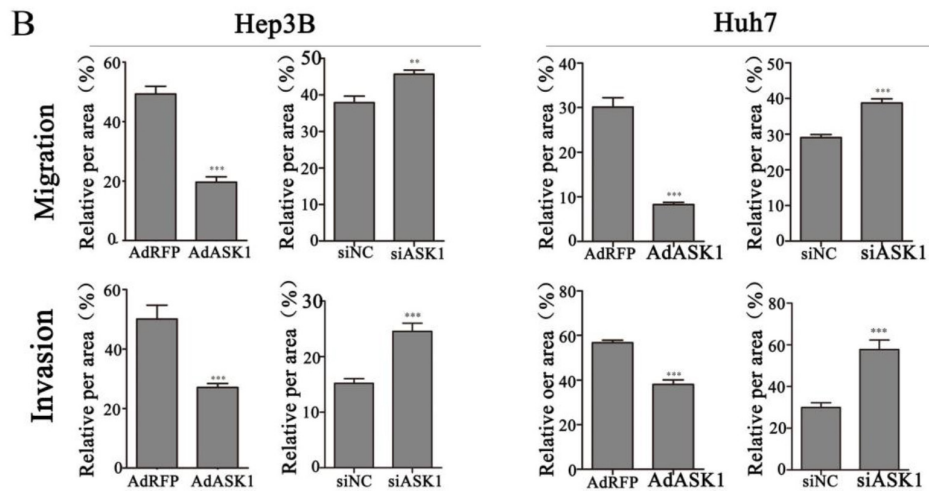 B
Hep3B
Huh7
Migration
Relative per area (%)
60
40
20
0
***
AdRFP AdASK1
Relative per area (%)
50
40
30
20
10
0
**
siNC siASK1
Relative per area (%)
40
30
20
10
0
***
AdRFP AdASK1
Relative per area (%)
50
40
30
20
10
0
***
siNC siASK1
Invasion
Relative per area (%)
60
40
20
0
***
AdRFP AdASK1
Relative per area (%)
30
20
10
0
***
siNC siASK1
Relative oer area (%)
80
60
40
20
0
***
AdRFP AdASK1
Relative per area (%)
80
60
40
20
0
***
siNC siASK1